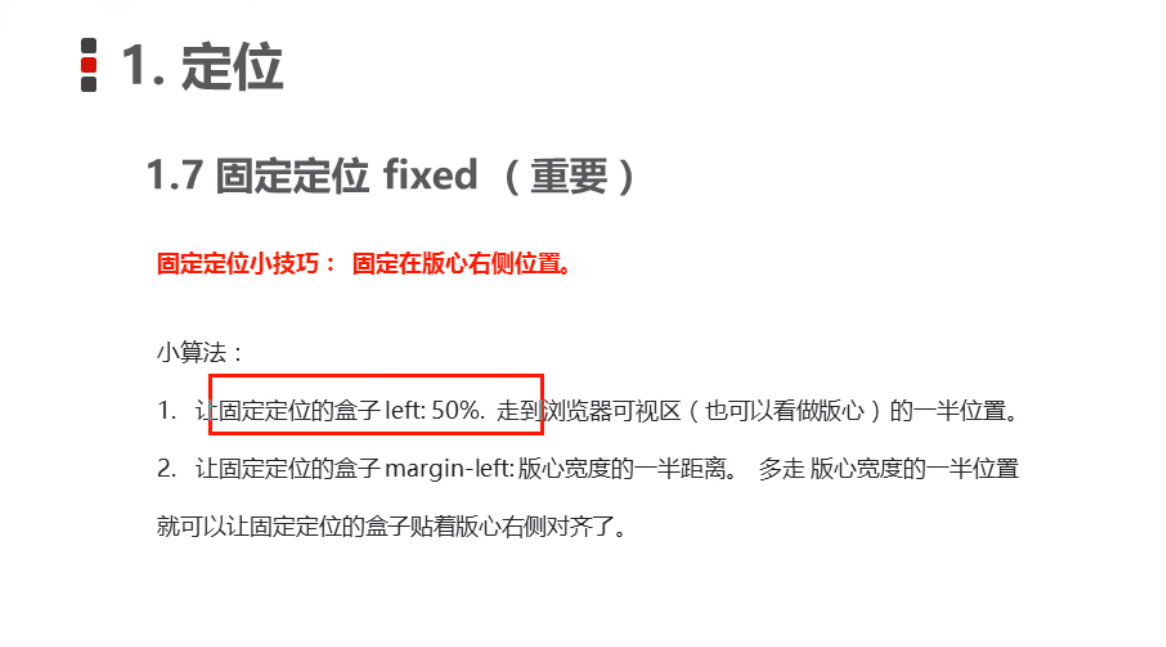 1. 定位
1.7 固定定位 fixed （重要）
固定定位小技巧： 固定在版心右侧位置。
小算法：
1. 让固定定位的盒子 left: 50%. 走到浏览器可视区（也可以看做版心）的一半位置。
2. 让固定定位的盒子 margin-left: 版心宽度的一半距离。 多走 版心宽度的一半位置
就可以让固定定位的盒子贴着版心右侧对齐了。